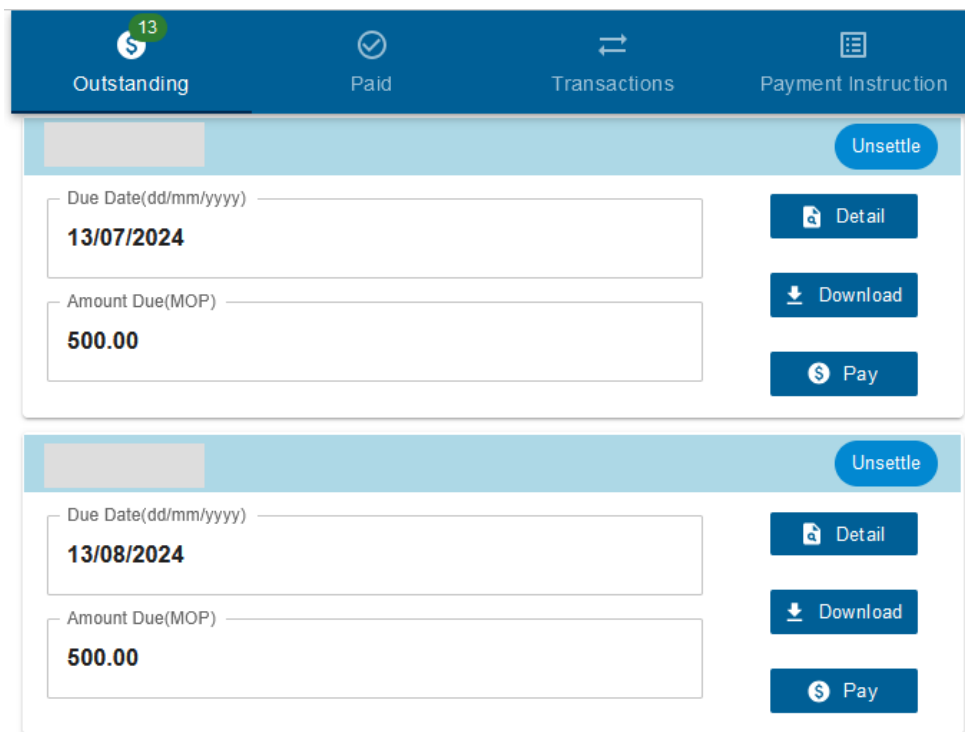 13
Outstanding
Paid
Transactions
Payment Instruction
Unsettle
Due Date(dd/mm/yyyy)
13/07/2024
Detail
Amount Due(MOP)
500.00
Download
Pay
Unsettle
Due Date(dd/mm/yyyy)
13/08/2024
Detail
Amount Due(MOP)
500.00
Download
Pay